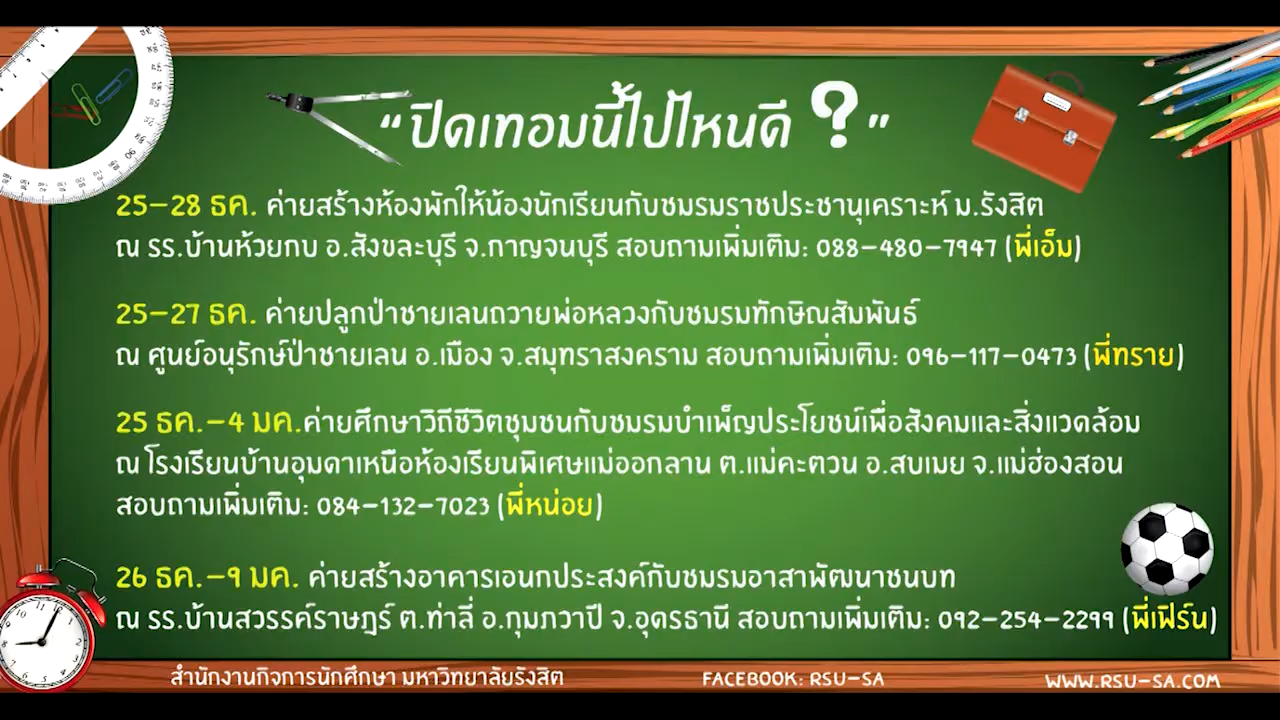 “ปิดเทอมนี้ไปไหนดี ?”
25–28 ธค. ค่ายสร้างห้องพักให้น้องนักเรียนกับชมรมราชประชานุเคราะห์ ม.รังสิต
ณ รร.บ้านห้วยกบ อ.สังขละบุรี จ.กาญจนบุรี สอบถามเพิ่มเติม: 088–480–7947 (พี่เอ็ม)
25–27 ธค. ค่ายปลูกป่าชายเลนถวายพ่อหลวงกับชมรมทักษิณสัมพันธ์
ณ ศูนย์อนุรักษ์ป่าชายเลน อ.เมือง จ.สมุทราสงคราม สอบถามเพิ่มเติม: 096–117–0473 (พี่ทราย)
25 ธค.–4 มค.ค่ายศึกษาวิถีชีวิตชุมชนกับชมรมบำเพ็ญประโยชน์เพื่อสังคมและสิ่งแวดล้อม
ณ โรงเรียนบ้านอุมดาเหนือห้องเรียนพิเศษแม่ออกลาน ต.แม่คะตวน อ.สบเมย จ.แม่ฮ่องสอน
สอบถามเพิ่มเติม: 084–132–7023 (พี่หน่อย)
26 ธค.–9 มค. ค่ายสร้างอาคารเอนกประสงค์กับชมรมอาสาพัฒนาชนบท
ณ รร.บ้านสวรรค์ราษฎร์ ต.ท่าลี่ อ.กุมภวาปี จ.อุดรธานี สอบถามเพิ่มเติม: 092–254–2299 (พี่เฟิร์น)
สำนักงานกิจการนักศึกษา มหาวิทยาลัยรังสิต FACEBOOK: RSU–SA WWW.RSU–SA.COM